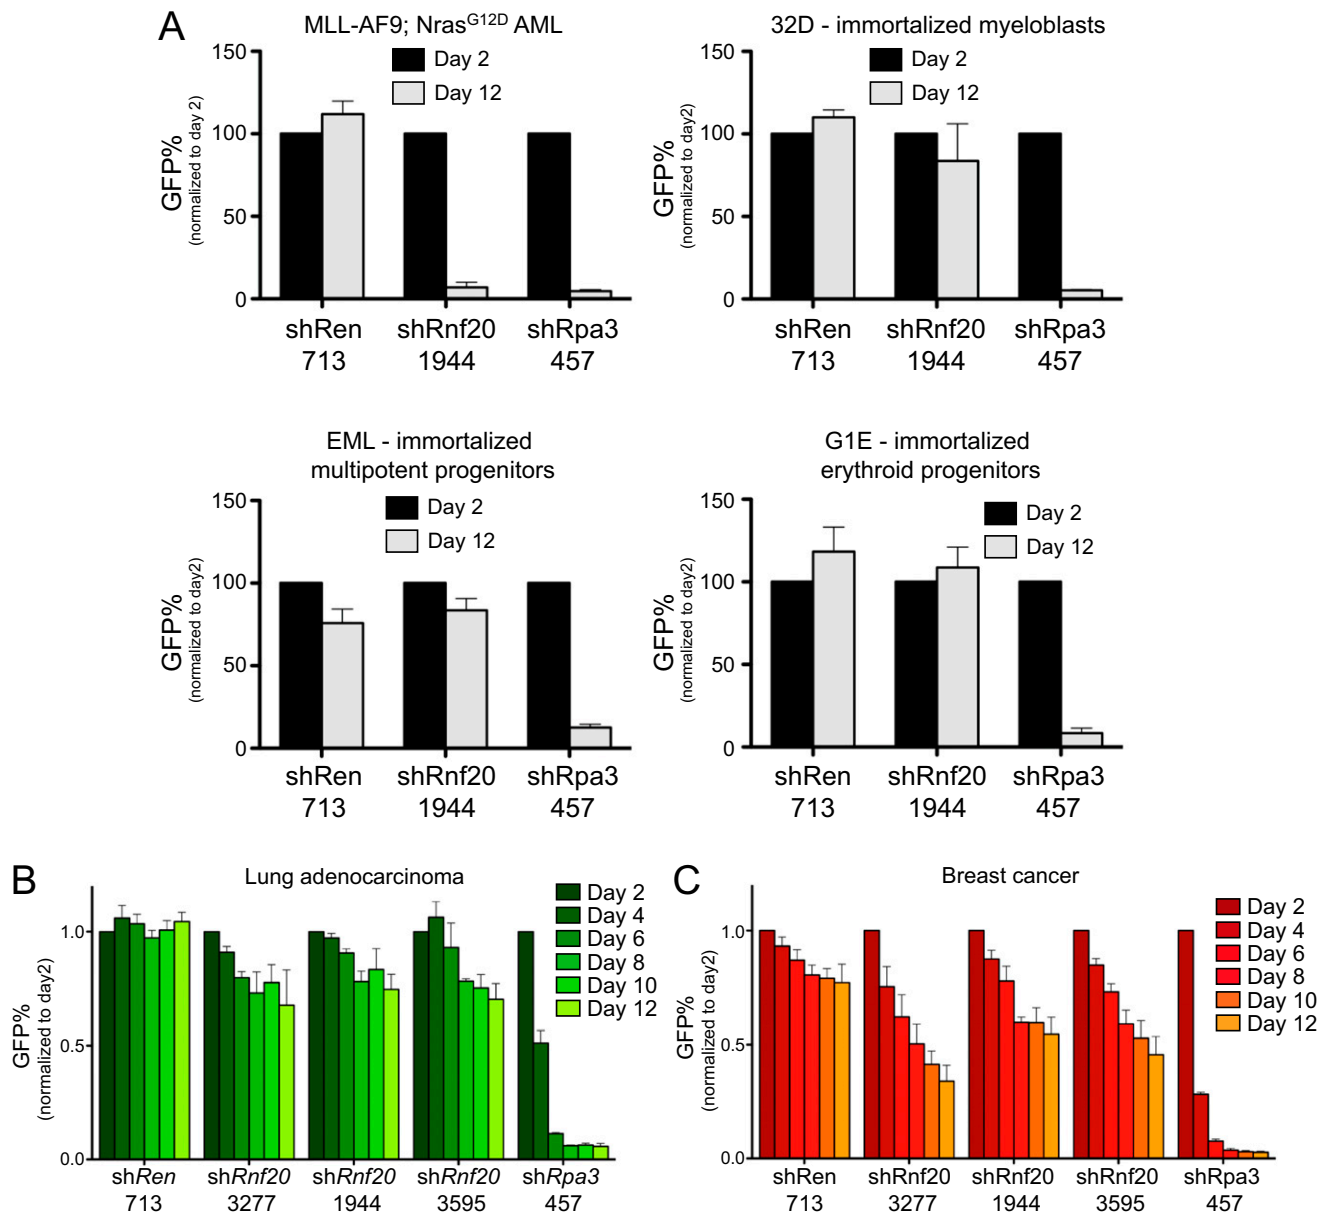 A
MLL-AF9; NrasG12D AML
Day 2
Day 12
150
100
50
0
GFP%
(normalized to day 2)
shRen
713
shRnf20
1944
shRpa3
457
32D - immortalized myeloblasts
Day 2
Day 12
150
100
50
0
GFP%
(normalized to day2)
shRen
713
shRnf20
1944
shRpa3
457
EML - immortalized
multipotent progenitors
Day 2
Day 12
150
100
50
0
GFP%
(normalized to day2)
shRen
713
shRnf20
1944
shRpa3
457
G1E - immortalized
erythroid progenitors
Day 2
Day 12
150
100
50
0
GFP%
(normalized to day2)
shRen
713
shRnf20
1944
shRpa3
457
B
Lung adenocarcinoma
Day 2
Day 4
Day 6
Day 8
Day 10
Day 12
1.0
0.5
0.0
GFP%
(normalized to day2)
shRen
713
shRnf20
3277
shRnf20
1944
shRnf20
3595
shRpa3
457
C
Breast cancer
Day 2
Day 4
Day 6
Day 8
Day 10
Day 12
1.0
0.5
0.0
GFP%
(normalized to day2)
shRen
713
shRnf20
3277
shRnf20
1944
shRnf20
3595
shRpa3
457